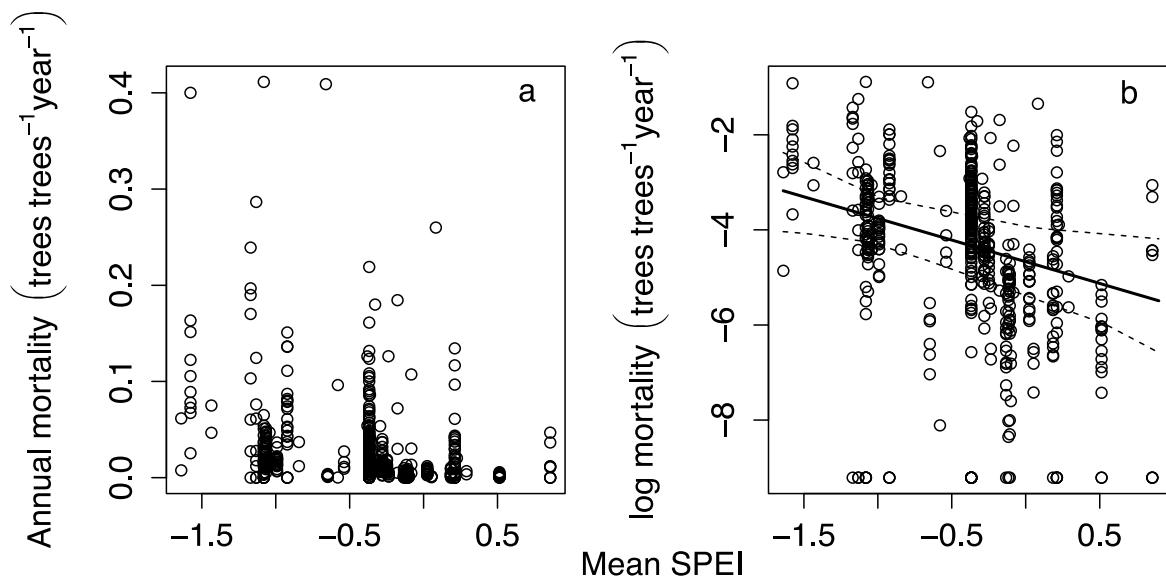 Annual mortality (trees trees⁻¹year⁻¹)
0.4
0.3
0.2
0.1
0.0
a
−1.5 −0.5 0.5
log mortality (trees trees⁻¹year⁻¹)
−2
−4
−6
−8
b
−1.5 −0.5 0.5
Mean SPEI